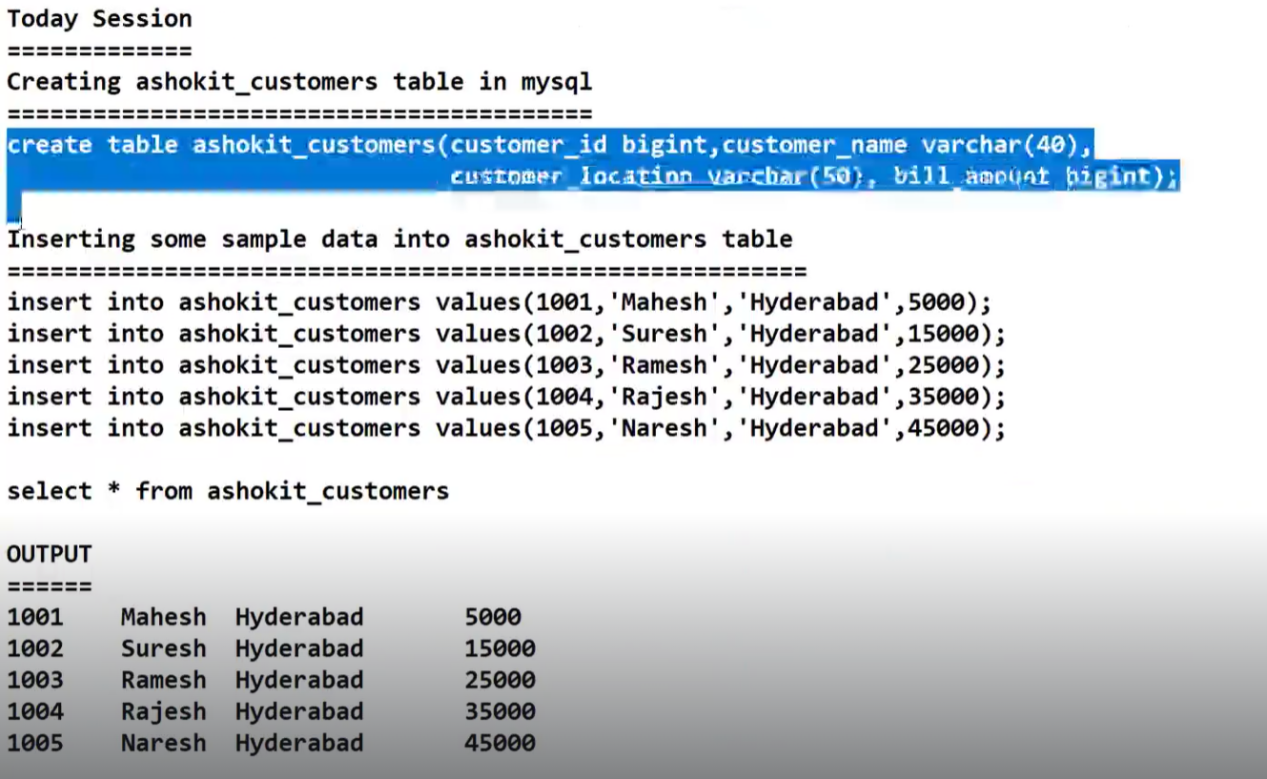 Today Session
=============
Creating ashokit_customers table in mysql
=========================================
create table ashokit_customers(customer_id bigint,customer_name varchar(40),
customer_location varchar(50), bill_amount bigint);
Inserting some sample data into ashokit_customers table
========================================================
insert into ashokit_customers values(1001,'Mahesh','Hyderabad',5000);
insert into ashokit_customers values(1002,'Suresh','Hyderabad',15000);
insert into ashokit_customers values(1003,'Ramesh','Hyderabad',25000);
insert into ashokit_customers values(1004,'Rajesh','Hyderabad',35000);
insert into ashokit_customers values(1005,'Naresh','Hyderabad',45000);
select * from ashokit_customers
OUTPUT
======
1001 Mahesh Hyderabad 5000
1002 Suresh Hyderabad 15000
1003 Ramesh Hyderabad 25000
1004 Rajesh Hyderabad 35000
1005 Naresh Hyderabad 45000